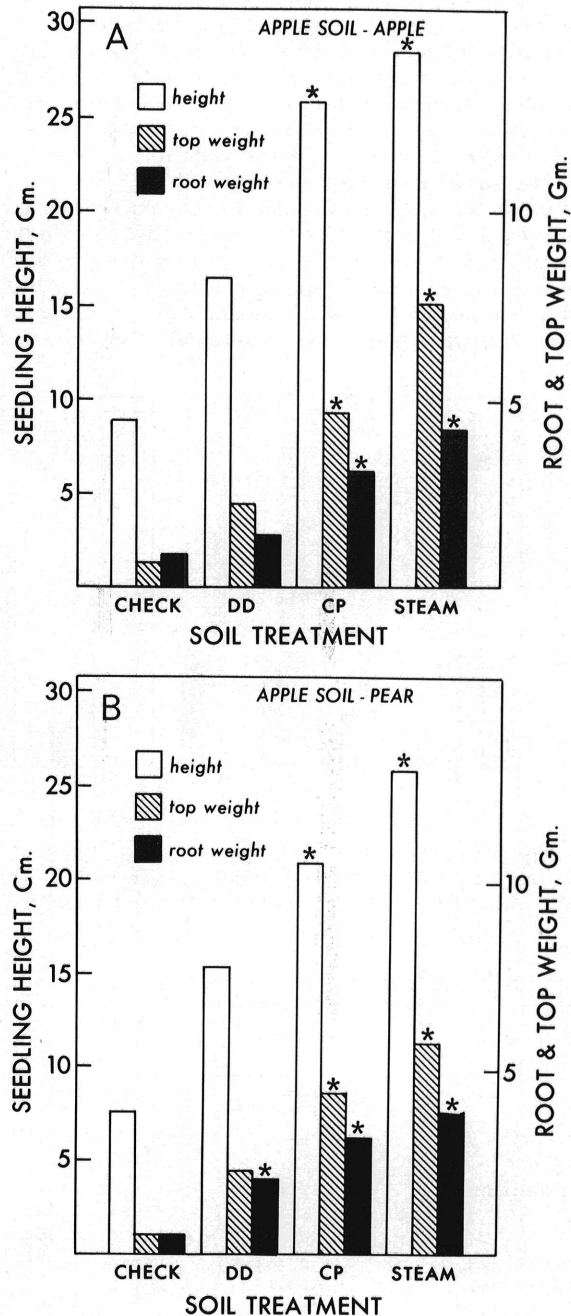 A
APPLE SOIL - APPLE
30
25
20
15
10
5
SEEDLING HEIGHT, Cm.
height
top weight
root weight
*
*
*
*
*
*
10
5
ROOT & TOP WEIGHT, Gm.
CHECK DD CP STEAM
SOIL TREATMENT
B
APPLE SOIL - PEAR
30
25
20
15
10
5
SEEDLING HEIGHT, Cm.
height
top weight
root weight
*
*
*
*
*
*
*
10
5
ROOT & TOP WEIGHT, Gm.
CHECK DD CP STEAM
SOIL TREATMENT